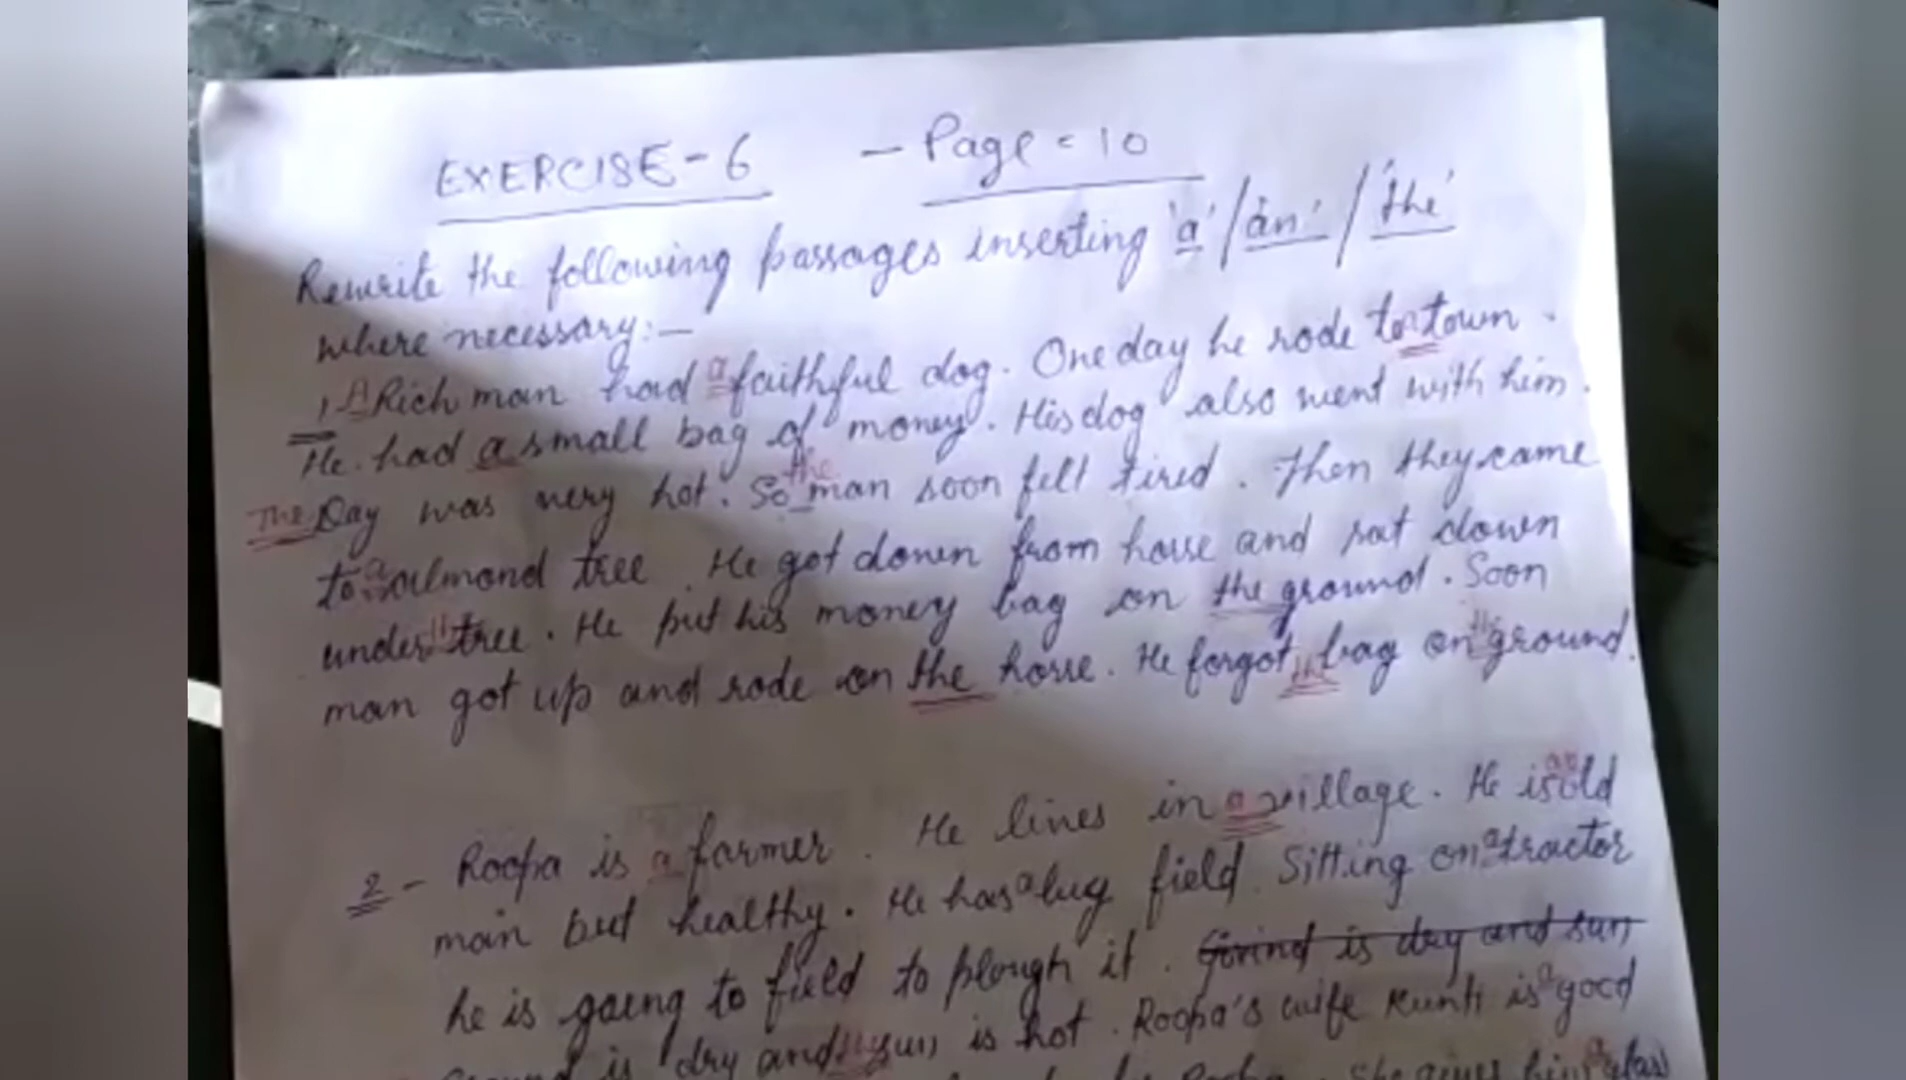 EXERCISE-6 - Page = 10
Rewrite the following passages inserting 'a'/'an'/'the'
where necessary:-
1, A Rich man had a faithful dog. One day he rode to a town.
He had a small bag of money. His dog also went with him.
The Day was very hot. So the man soon felt tired. Then they came
to almond tree. He got down from horse and sat down
under tree. He put his money bag on the ground. Soon
man got up and rode on the horse. He forgot the bag on the ground.
2 - Roopa is a farmer. He lives in a village. He is an old
man but healthy. He has a big field. Sitting on a tractor
he is going to field to plough it. Grind is dry and sun
is dry and sun is hot. Roopa's wife Kunti is a good
She gives him a glass